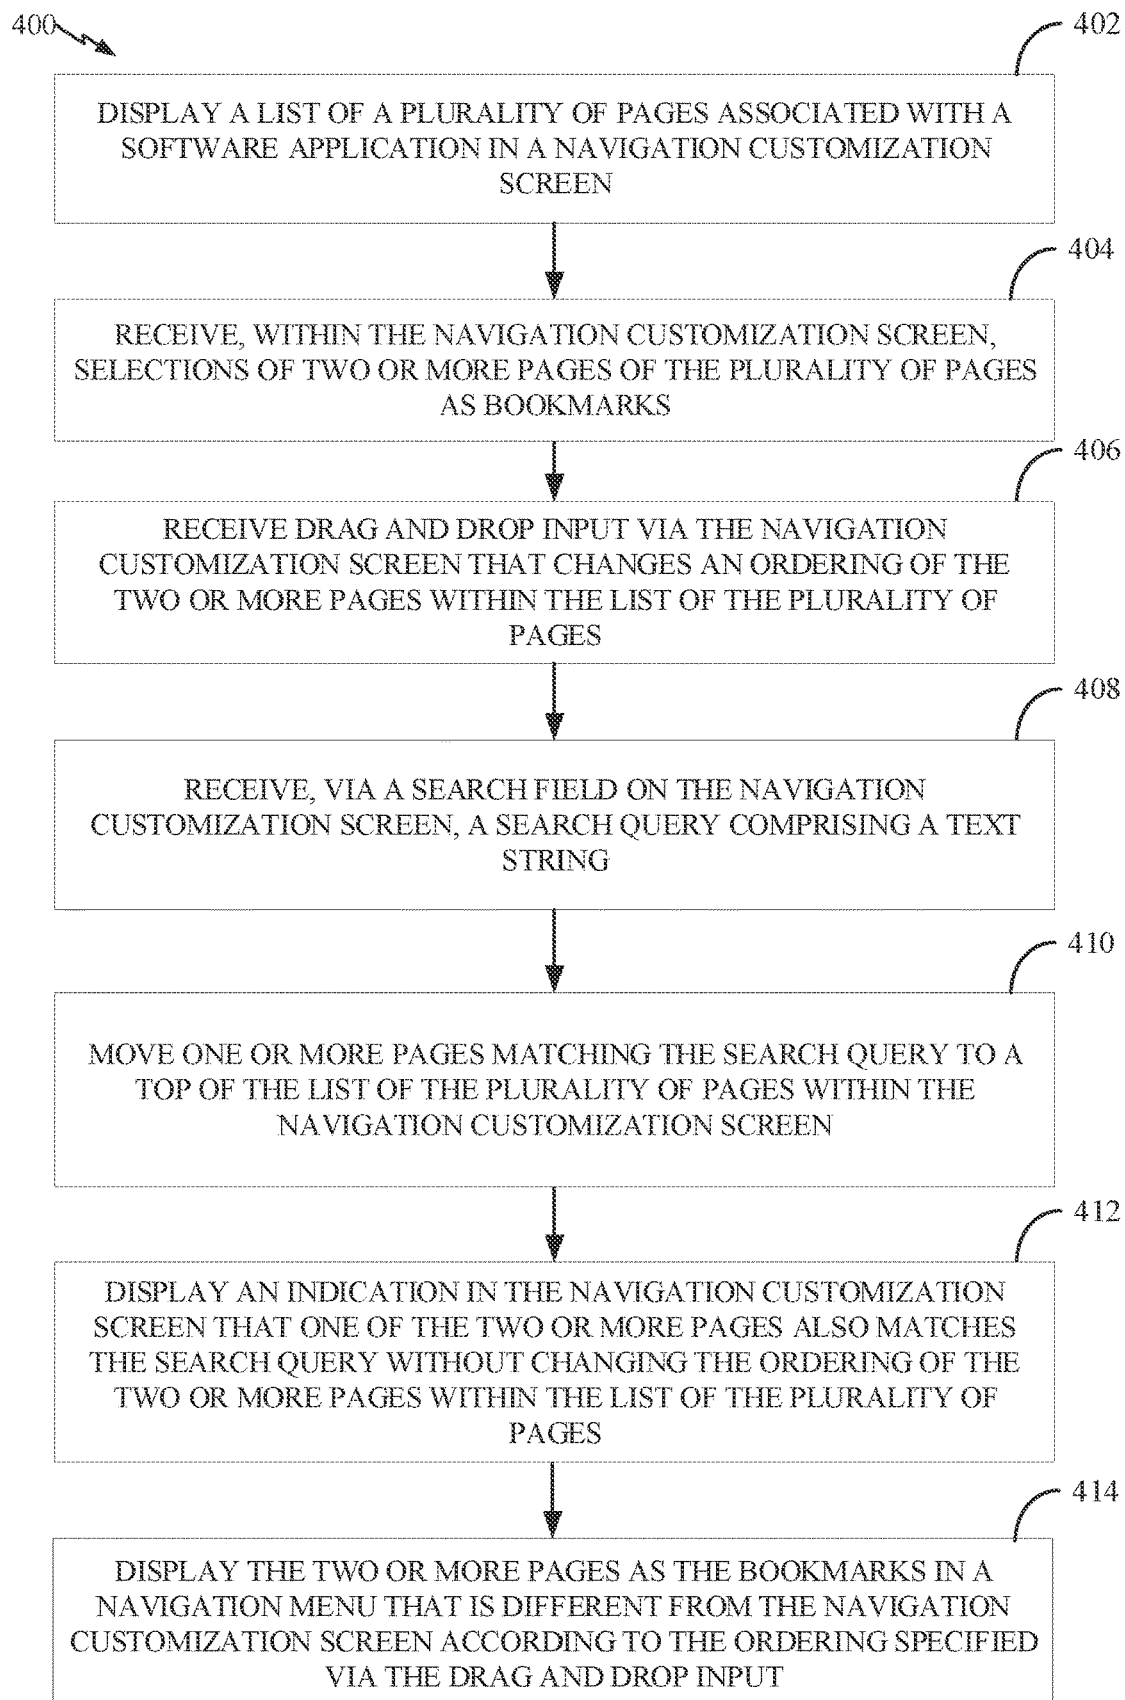 400
402
DISPLAY A LIST OF A PLURALITY OF PAGES ASSOCIATED WITH A
SOFTWARE APPLICATION IN A NAVIGATION CUSTOMIZATION
SCREEN
404
RECEIVE, WITHIN THE NAVIGATION CUSTOMIZATION SCREEN,
SELECTIONS OF TWO OR MORE PAGES OF THE PLURALITY OF PAGES
AS BOOKMARKS
406
RECEIVE DRAG AND DROP INPUT VIA THE NAVIGATION
CUSTOMIZATION SCREEN THAT CHANGES AN ORDERING OF THE
TWO OR MORE PAGES WITHIN THE LIST OF THE PLURALITY OF
PAGES
408
RECEIVE, VIA A SEARCH FIELD ON THE NAVIGATION
CUSTOMIZATION SCREEN, A SEARCH QUERY COMPRISING A TEXT
STRING
410
MOVE ONE OR MORE PAGES MATCHING THE SEARCH QUERY TO A
TOP OF THE LIST OF THE PLURALITY OF PAGES WITHIN THE
NAVIGATION CUSTOMIZATION SCREEN
412
DISPLAY AN INDICATION IN THE NAVIGATION CUSTOMIZATION
SCREEN THAT ONE OF THE TWO OR MORE PAGES ALSO MATCHES
THE SEARCH QUERY WITHOUT CHANGING THE ORDERING OF THE
TWO OR MORE PAGES WITHIN THE LIST OF THE PLURALITY OF
PAGES
414
DISPLAY THE TWO OR MORE PAGES AS THE BOOKMARKS IN A
NAVIGATION MENU THAT IS DIFFERENT FROM THE NAVIGATION
CUSTOMIZATION SCREEN ACCORDING TO THE ORDERING SPECIFIED
VIA THE DRAG AND DROP INPUT